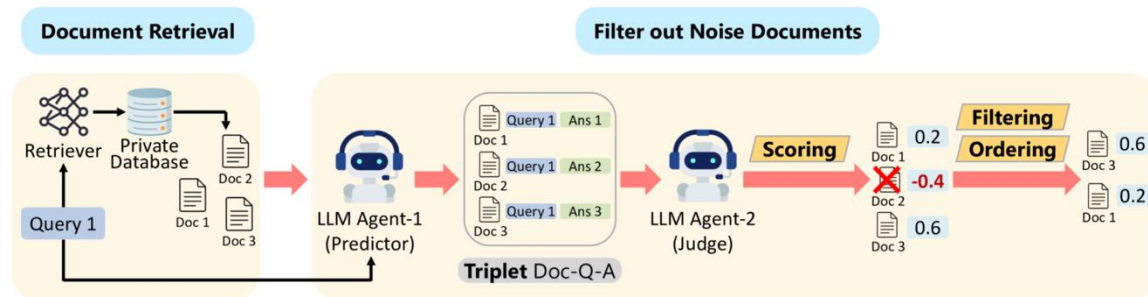 Document Retrieval
Filter out Noise Documents
Retriever
Private
Database
Doc 2
Doc 1
Doc 3
Query 1
LLM Agent-1
(Predictor)
Doc 1
Query 1 Ans 1
Doc 2
Query 1 Ans 2
Doc 3
Query 1 Ans 3
Triplet Doc-Q-A
LLM Agent-2
(Judge)
Scoring
Doc 1
0.2
Doc 2
-0.4
Doc 3
0.6
Filtering
Ordering
Doc 3
0.6
Doc 1
0.2